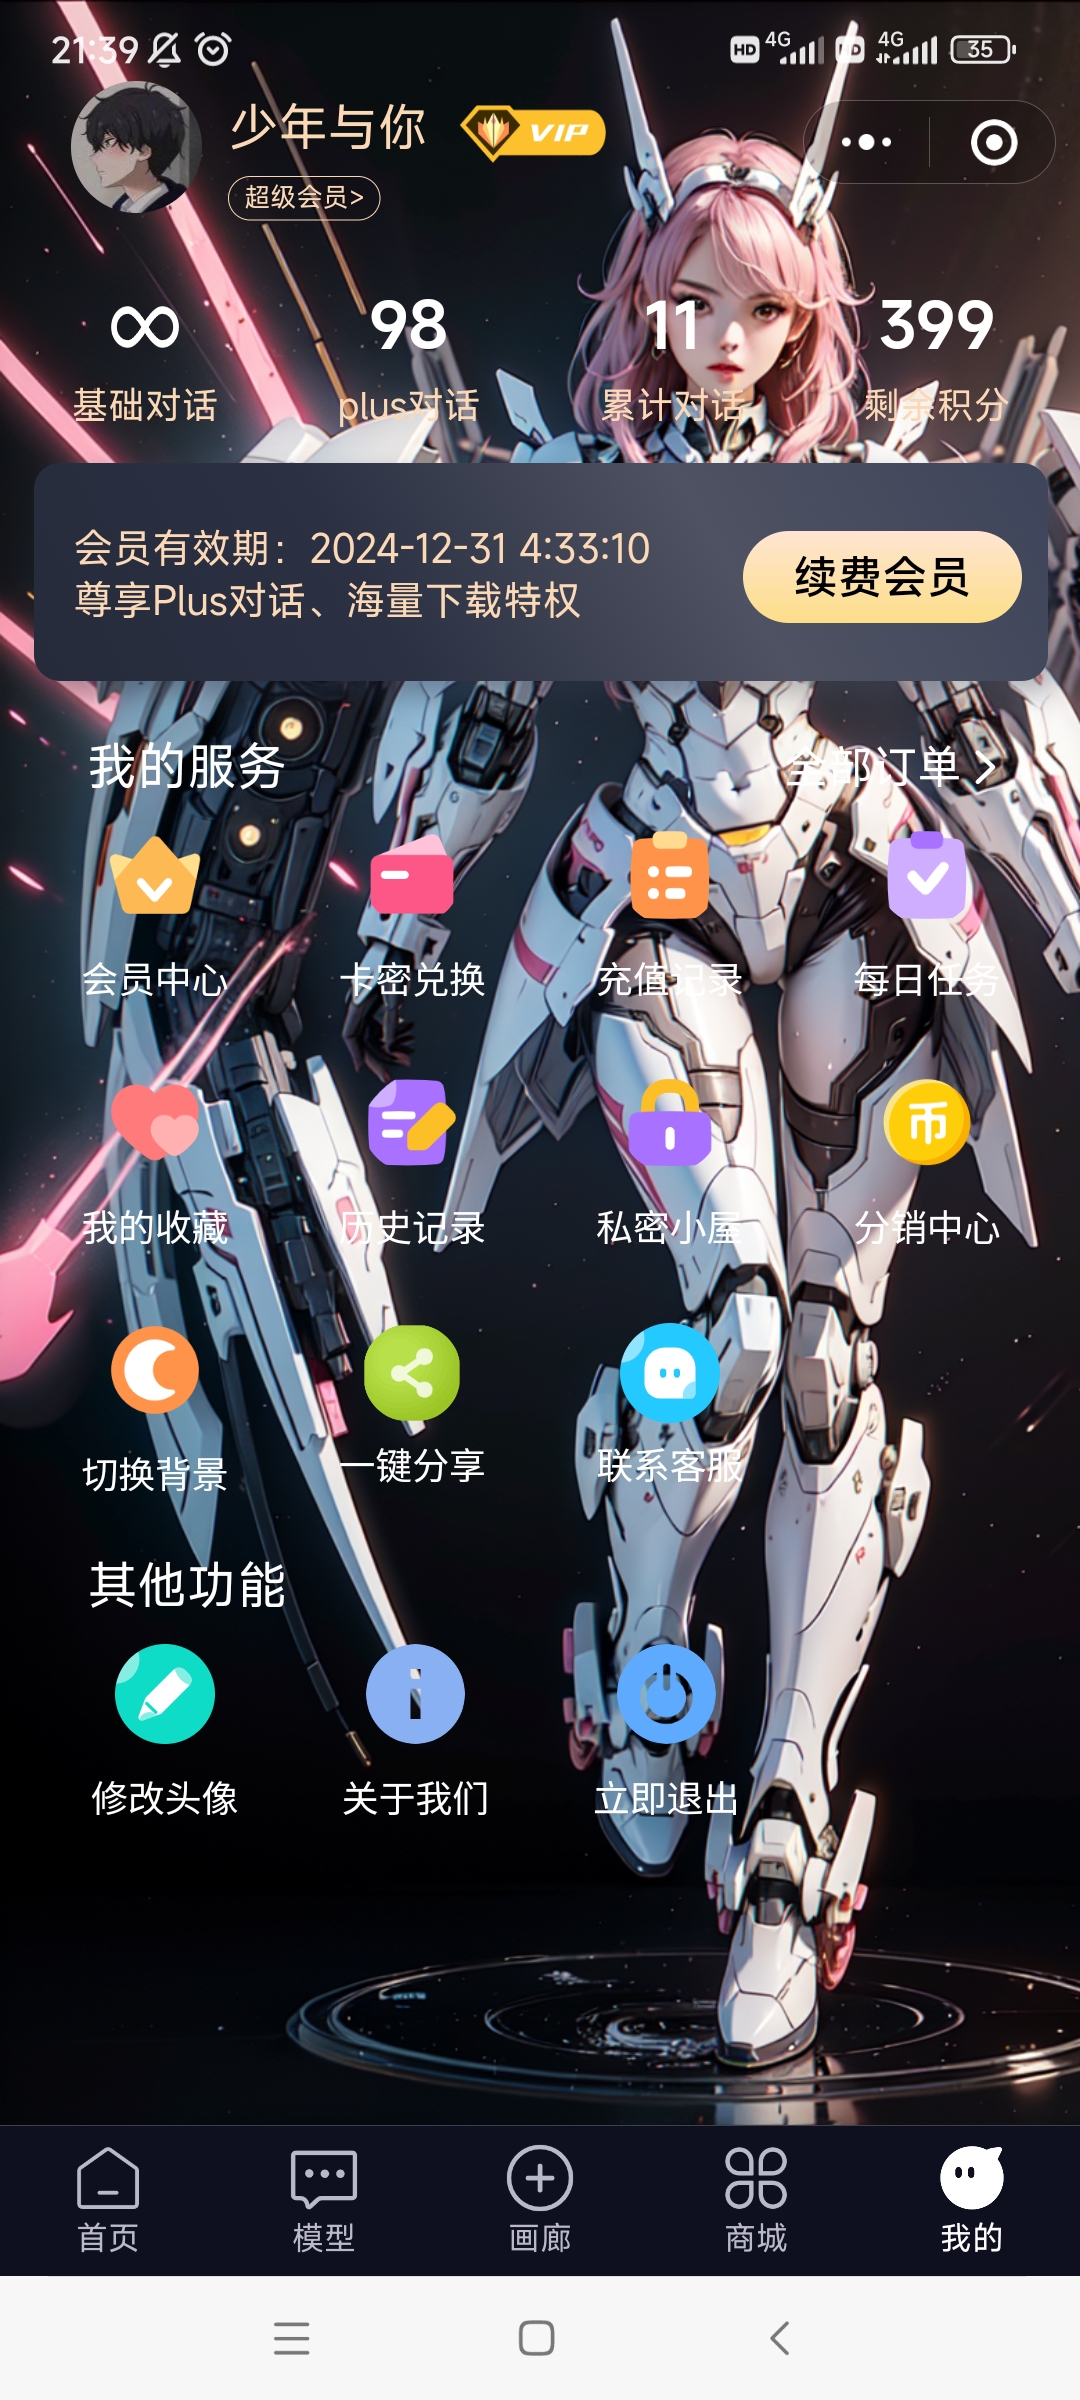 21:39 HD 4G HD 4G 35
少年与你 VIP
超级会员>
∞ 98 11 399
基础对话 plus对话 累计对话 剩余积分
会员有效期：2024-12-31 4:33:10
尊享Plus对话、海量下载特权
续费会员
我的服务 全部订单
会员中心 卡密兑换 充值记录 每日任务
币
我的收藏 历史记录 私密小屋 分销中心
切换背景 一键分享 联系客服
其他功能
修改头像 关于我们 立即退出
首页 模型 画廊 商城 我的